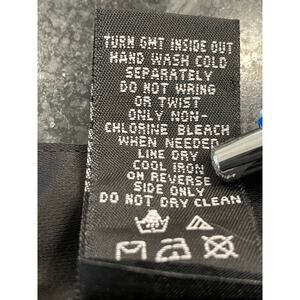 TURN GMT INSIDE OUT
HAND WASH COLD
SEPARATELY
DO NOT WRING
OR TWIST
ONLY NON-
CHLORINE BLEACH
WHEN NEEDED
LINE DRY
COOL IRON
ON REVERSE
SIDE ONLY
DO NOT DRY CLEAN